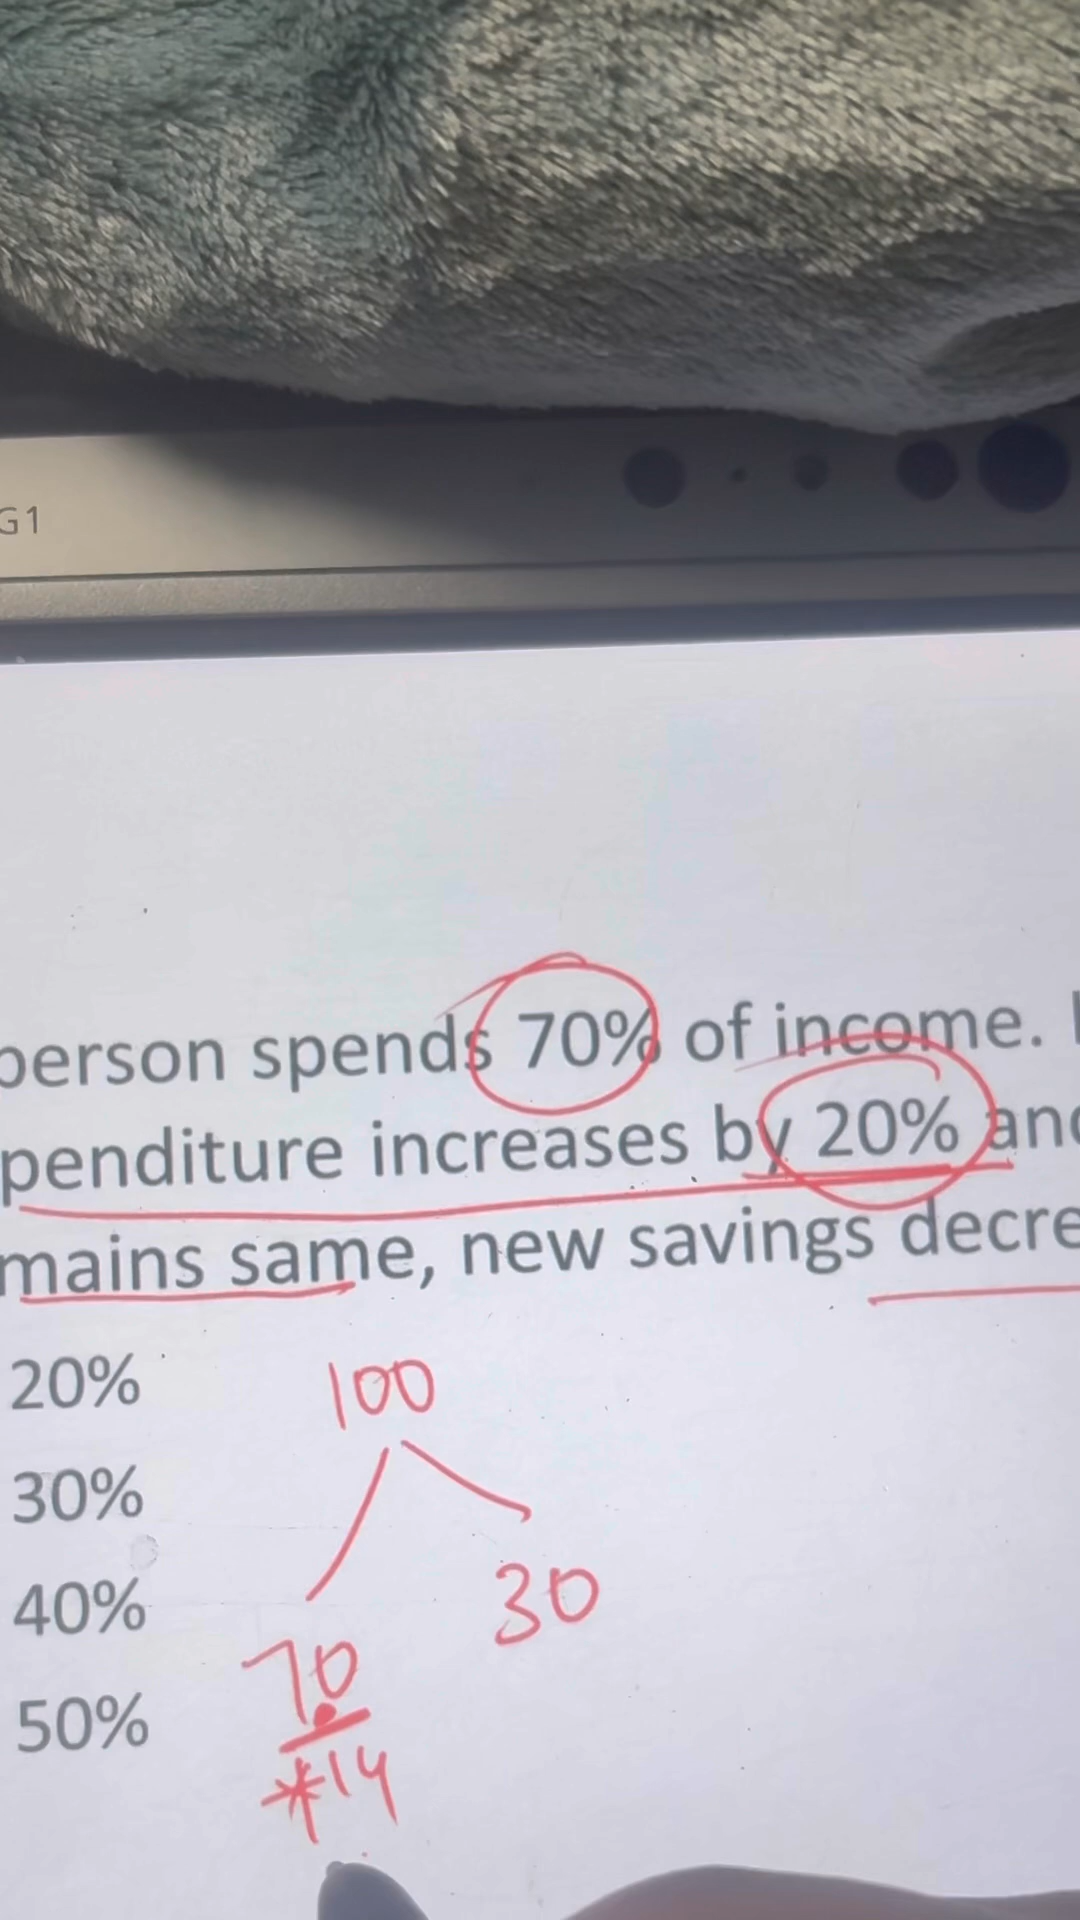 G1
person spends 70% of income.
penditure increases by 20% and
mains same, new savings decre
20%
30%
40%
50%
100
30
70
*14